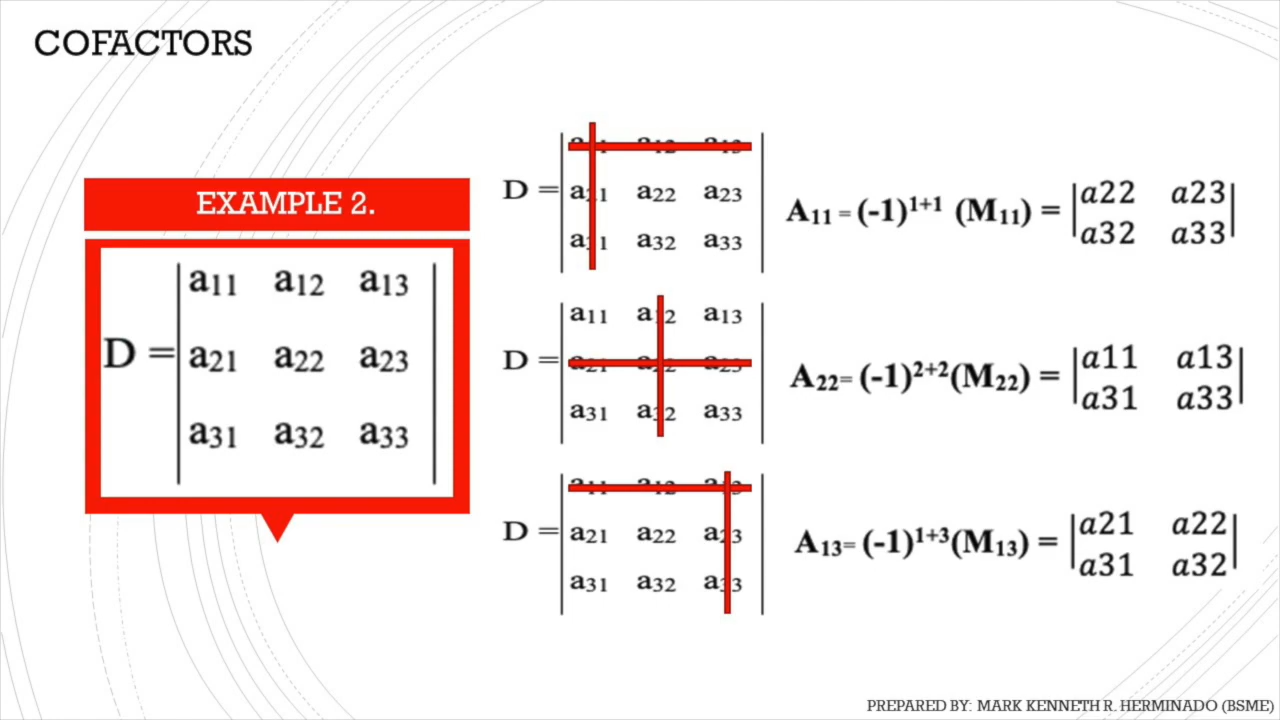 COFACTORS
EXAMPLE 2.
a11 a12 a13
D = a21 a22 a23
a31 a32 a33
a12 a13
D = a21 a22 a23
a31 a32 a33
A11 = (-1)1+1 (M11) = |a22 a23|
|a32 a33|
a11 a12 a13
D = a21 a22 a23
a31 a32 a33
A22= (-1)2+2(M22) = |a11 a13|
|a31 a33|
a11 a12 a13
D = a21 a22 a23
a31 a32 a33
A13= (-1)1+3(M13) = |a21 a22|
|a31 a32|
PREPARED BY: MARK KENNETH R. HERMINADO (BSME)